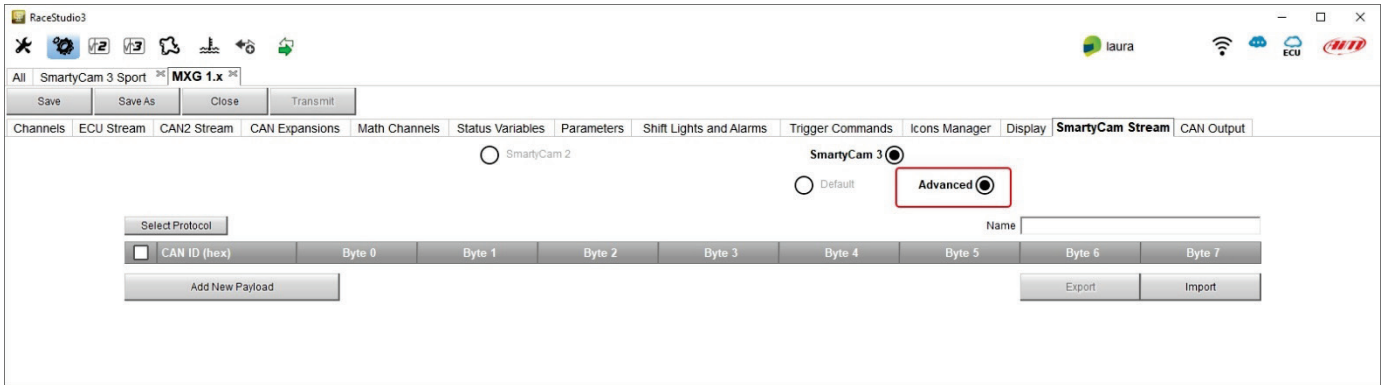 RaceStudio3
2 3 laura ECU AiM
All SmartyCam 3 Sport MXG 1.x
Save Save As Close Transmit
Channels ECU Stream CAN2 Stream CAN Expansions Math Channels Status Variables Parameters Shift Lights and Alarms Trigger Commands Icons Manager Display SmartyCam Stream CAN Output
SmartyCam 2 SmartyCam 3
Default Advanced
Select Protocol Name
CAN ID (hex) Byte 0 Byte 1 Byte 2 Byte 3 Byte 4 Byte 5 Byte 6 Byte 7
Add New Payload Export Import